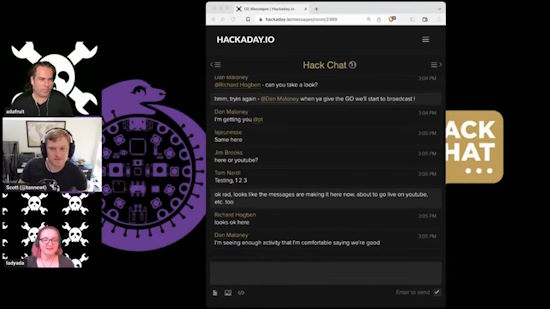 CC Messages | Hackaday.io
hackaday.io/messages/room/2369
HACKADAY.IO
Hack Chat
Dan Maloney
@Richard Hogben - can you take a look?
3:04 PM
hmm, tryin again - @Dan Maloney when ya give the GO we'll start to broadcast !
Dan Maloney
3:04 PM
I'm getting you @pt
lajeunesse
3:05 PM
Same here
Jim Brooks
3:05 PM
here or youtube?
Tom Nardi
3:05 PM
Testing, 1 2 3
ok rad, looks like the messages are making it here now, about to go live on youtube,
etc. too
Richard Hogben
3:05 PM
looks ok here
Dan Maloney
3:05 PM
I'm seeing enough activity that I'm comfortable saying we're good
Enter to send
adafruit
Scott (@tannewt)
ladyada
ACK
CHAT